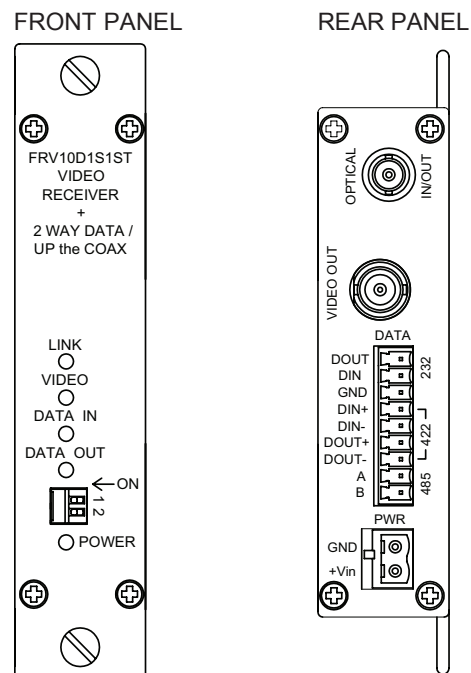 FRONT PANEL
FRV10D1S1ST
VIDEO
RECEIVER
+
2 WAY DATA /
UP the COAX
LINK
VIDEO
DATA IN
DATA OUT
←ON
1
2
POWER
REAR PANEL
OPTICAL
IN/OUT
VIDEO OUT
DATA
DOUT
DIN
GND
DIN+
DIN-
DOUT+
DOUT-
A
B
232
422
485
PWR
GND
+Vin